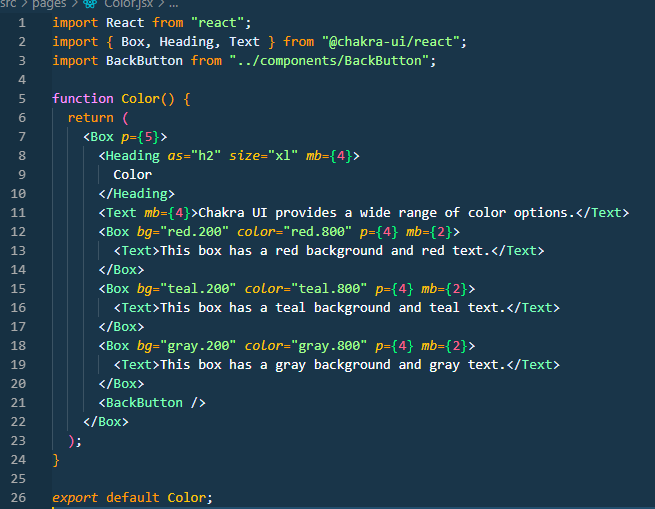 src > pages > Color.jsx > ...
1 import React from "react";
2 import { Box, Heading, Text } from "@chakra-ui/react";
3 import BackButton from "../components/BackButton";
4
5 function Color() {
6   return (
7     <Box p={5}>
8       <Heading as="h2" size="xl" mb={4}>
9         Color
10       </Heading>
11       <Text mb={4}>Chakra UI provides a wide range of color options.</Text>
12       <Box bg="red.200" color="red.800" p={4} mb={2}>
13         <Text>This box has a red background and red text.</Text>
14       </Box>
15       <Box bg="teal.200" color="teal.800" p={4} mb={2}>
16         <Text>This box has a teal background and teal text.</Text>
17       </Box>
18       <Box bg="gray.200" color="gray.800" p={4} mb={2}>
19         <Text>This box has a gray background and gray text.</Text>
20       </Box>
21       <BackButton />
22     </Box>
23   );
24 }
25
26 export default Color;